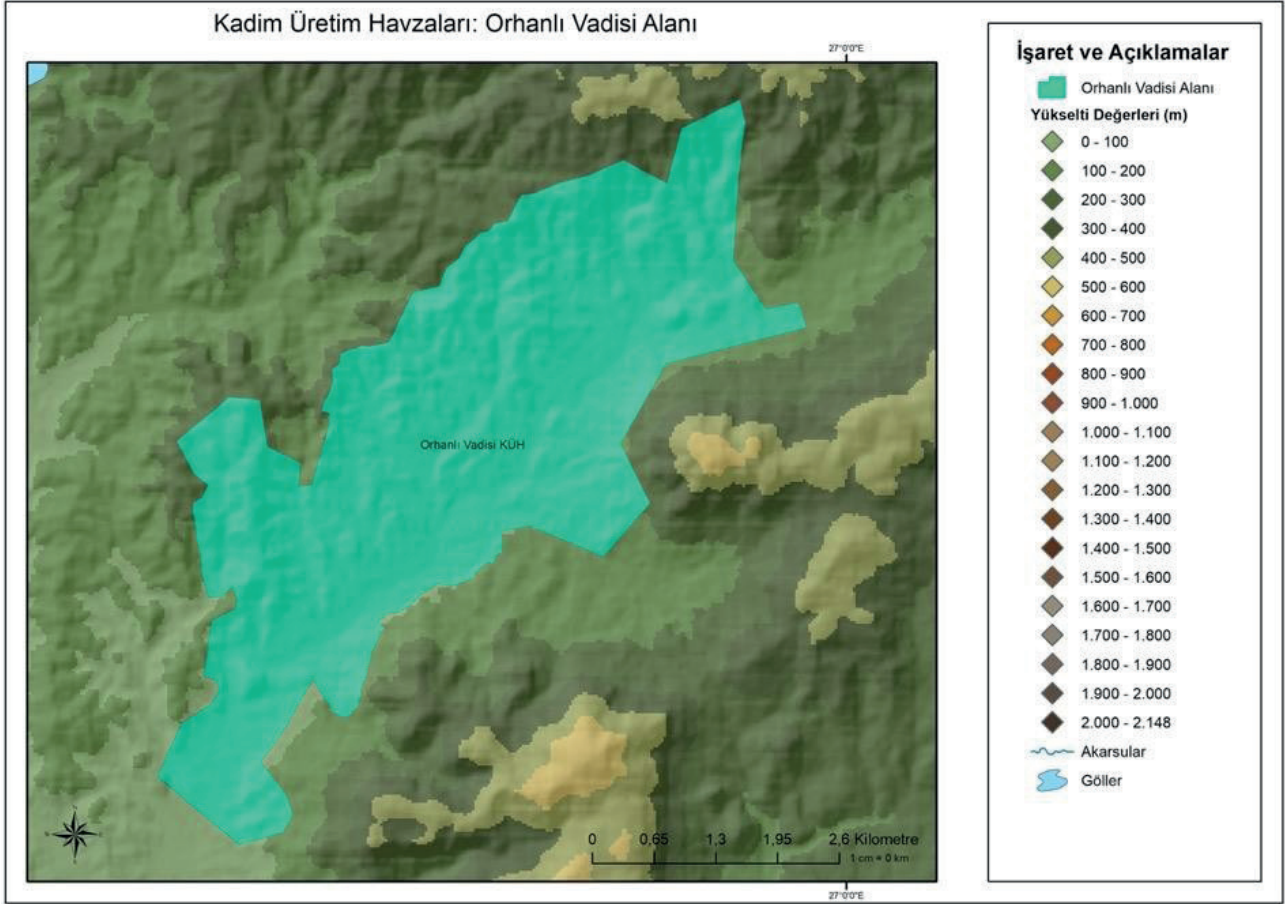 Kadim Üretim Havzaları: Orhanlı Vadisi Alanı
27°0'0"E
Orhanlı Vadisi KÜH
0 0,65 1,3 1,95 2,6 Kilometre
1 cm = 0 km
27°0'0"E
İşaret ve Açıklamalar
Orhanlı Vadisi Alanı
Yükselti Değerleri (m)
0 - 100
100 - 200
200 - 300
300 - 400
400 - 500
500 - 600
600 - 700
700 - 800
800 - 900
900 - 1.000
1.000 - 1.100
1.100 - 1.200
1.200 - 1.300
1.300 - 1.400
1.400 - 1.500
1.500 - 1.600
1.600 - 1.700
1.700 - 1.800
1.800 - 1.900
1.900 - 2.000
2.000 - 2.148
Akarsular
Göller